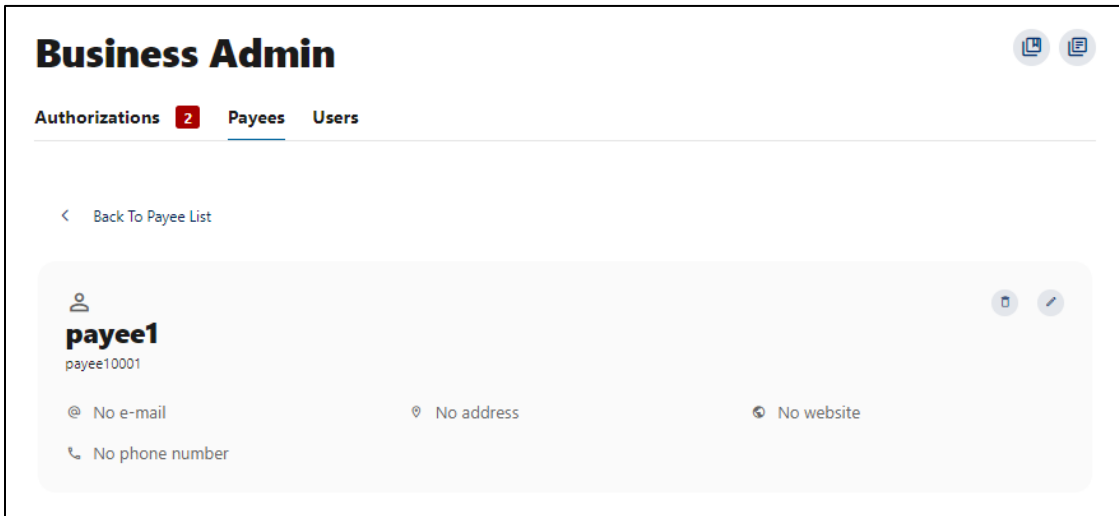 Business Admin
Authorizations 2 Payees Users
Back To Payee List
payee1
payee10001
No e-mail No address No website
No phone number